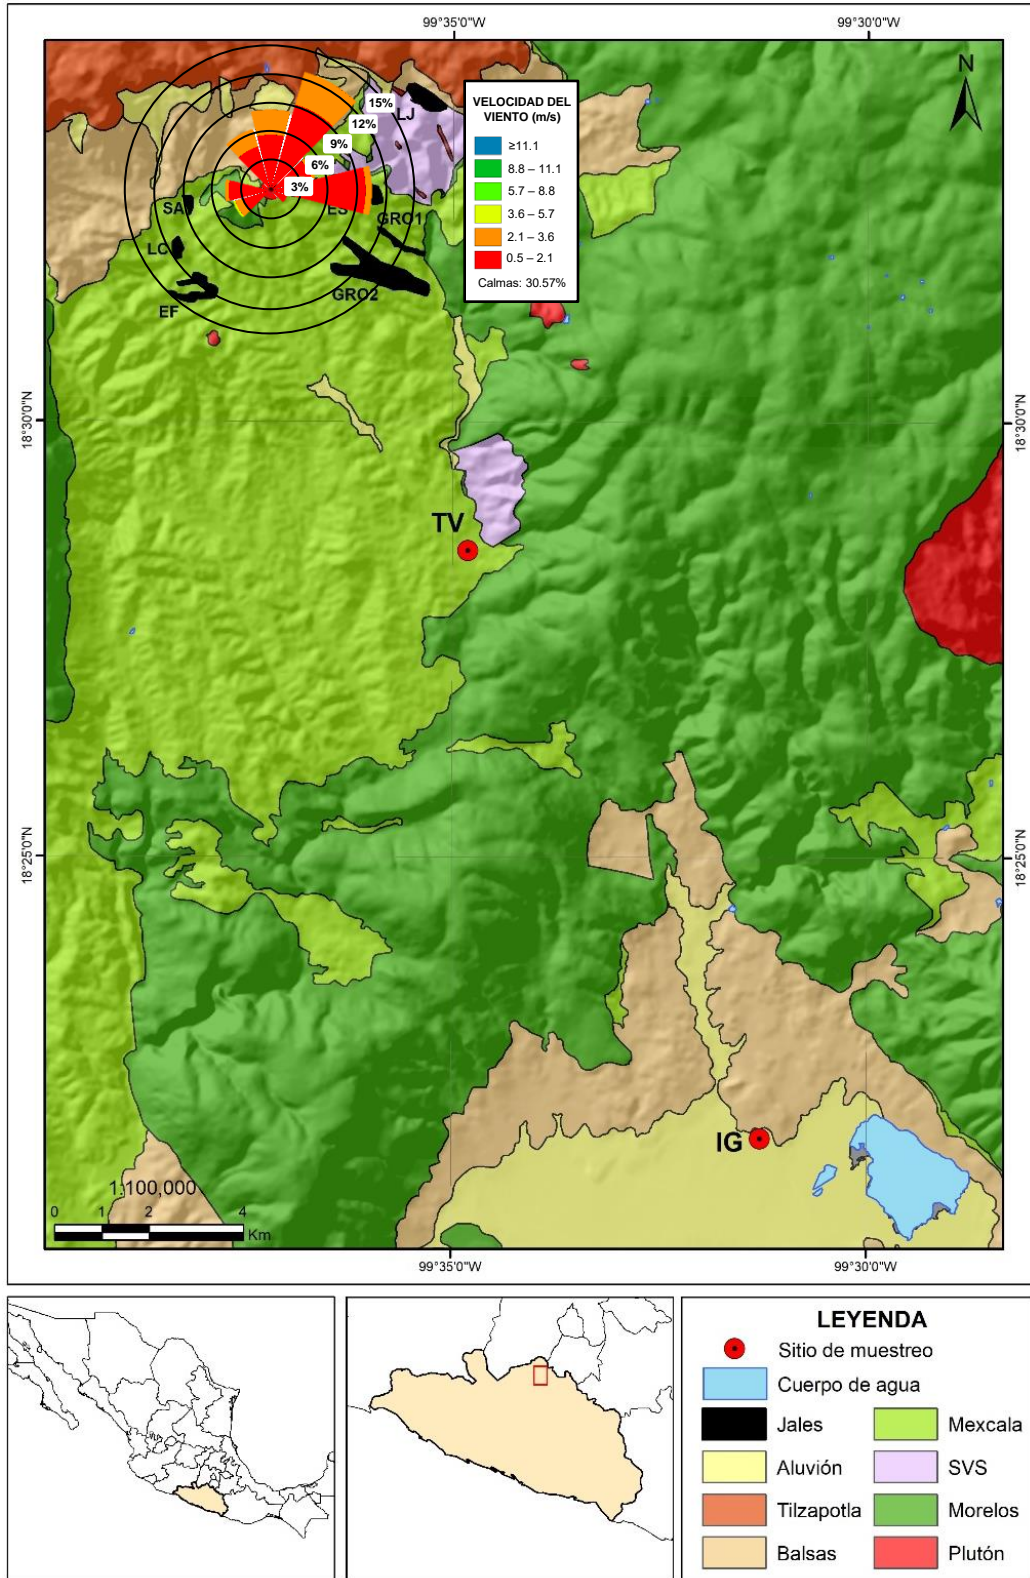 99°35'0"W
99°30'0"W
N
15%
12%
9%
6%
3%
LJ
SA
ES
GRO1
LC
GRO2
EF
VELOCIDAD DEL
VIENTO (m/s)
≥11.1
8.8 – 11.1
5.7 – 8.8
3.6 – 5.7
2.1 – 3.6
0.5 – 2.1
Calmas: 30.57%
18°30'0"N
18°30'0"N
TV
18°25'0"N
18°25'0"N
IG
1:100,000
0 1 2 4
Km
99°35'0"W
99°30'0"W
LEYENDA
Sitio de muestreo
Cuerpo de agua
Jales
Mexcala
Aluvión
SVS
Tilzapotla
Morelos
Balsas
Plutón